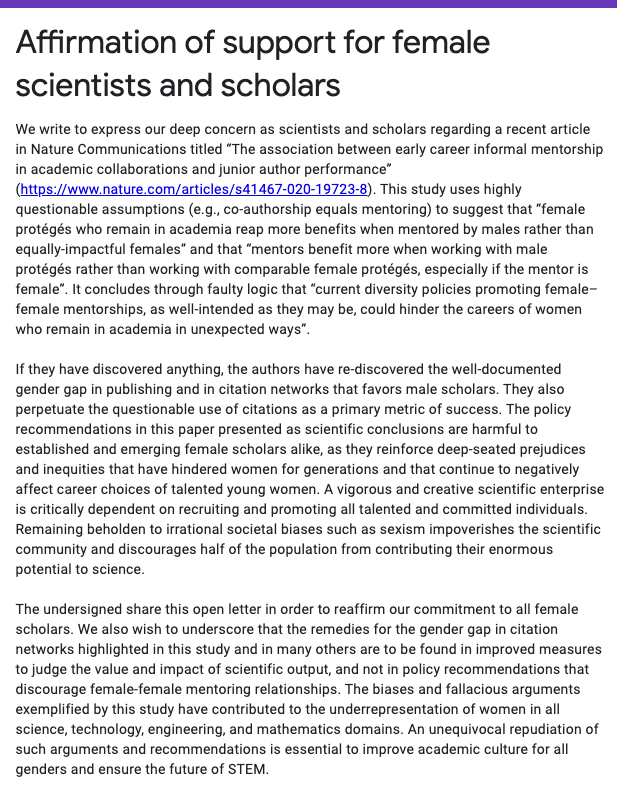 Affirmation of support for female
scientists and scholars
We write to express our deep concern as scientists and scholars regarding a recent article
in Nature Communications titled “The association between early career informal mentorship
in academic collaborations and junior author performance”
(https://www.nature.com/articles/s41467-020-19723-8). This study uses highly
questionable assumptions (e.g., co-authorship equals mentoring) to suggest that “female
protégés who remain in academia reap more benefits when mentored by males rather than
equally-impactful females” and that “mentors benefit more when working with male
protégés rather than working with comparable female protégés, especially if the mentor is
female”. It concludes through faulty logic that “current diversity policies promoting female–
female mentorships, as well-intended as they may be, could hinder the careers of women
who remain in academia in unexpected ways”.
If they have discovered anything, the authors have re-discovered the well-documented
gender gap in publishing and in citation networks that favors male scholars. They also
perpetuate the questionable use of citations as a primary metric of success. The policy
recommendations in this paper presented as scientific conclusions are harmful to
established and emerging female scholars alike, as they reinforce deep-seated prejudices
and inequities that have hindered women for generations and that continue to negatively
affect career choices of talented young women. A vigorous and creative scientific enterprise
is critically dependent on recruiting and promoting all talented and committed individuals.
Remaining beholden to irrational societal biases such as sexism impoverishes the scientific
community and discourages half of the population from contributing their enormous
potential to science.
The undersigned share this open letter in order to reaffirm our commitment to all female
scholars. We also wish to underscore that the remedies for the gender gap in citation
networks highlighted in this study and in many others are to be found in improved measures
to judge the value and impact of scientific output, and not in policy recommendations that
discourage female-female mentoring relationships. The biases and fallacious arguments
exemplified by this study have contributed to the underrepresentation of women in all
science, technology, engineering, and mathematics domains. An unequivocal repudiation of
such arguments and recommendations is essential to improve academic culture for all
genders and ensure the future of STEM.